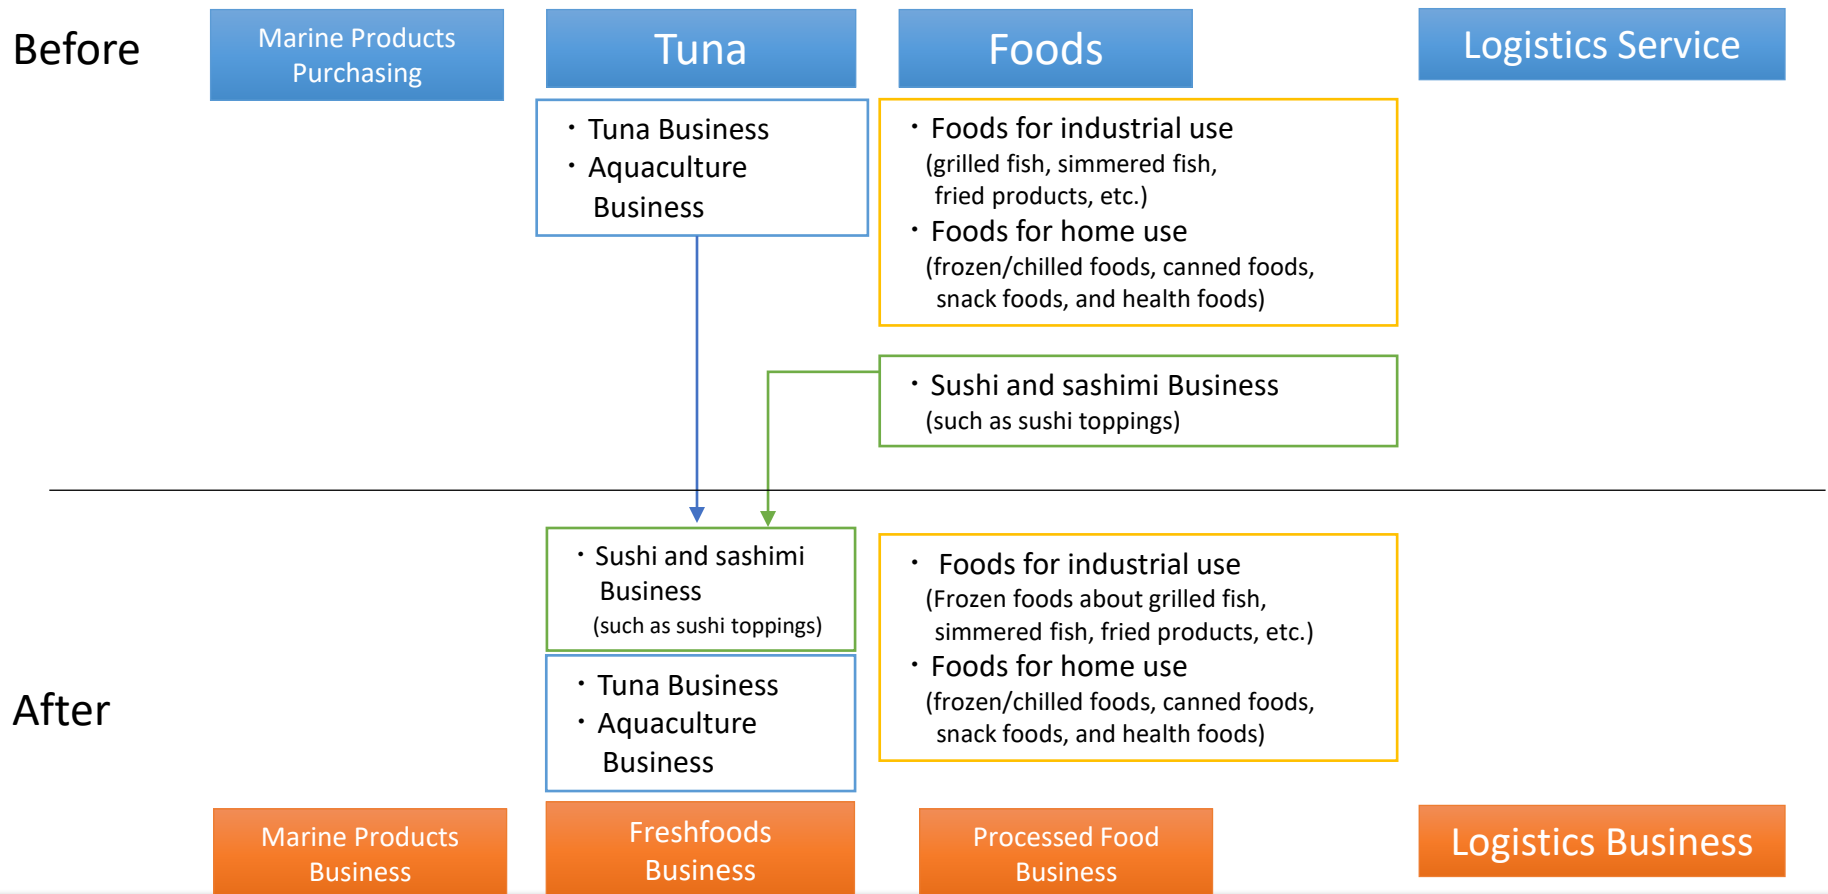 Before
Marine Products
Purchasing
Tuna
Foods
Logistics Service
・Tuna Business
・Aquaculture
Business
・Foods for industrial use
(grilled fish, simmered fish,
fried products, etc.)
・Foods for home use
(frozen/chilled foods, canned foods,
snack foods, and health foods)
・Sushi and sashimi Business
(such as sushi toppings)
After
・Sushi and sashimi
Business
(such as sushi toppings)
・Tuna Business
・Aquaculture
Business
・ Foods for industrial use
(Frozen foods about grilled fish,
simmered fish, fried products, etc.)
・Foods for home use
(frozen/chilled foods, canned foods,
snack foods, and health foods)
Marine Products
Business
Freshfoods
Business
Processed Food
Business
Logistics Business